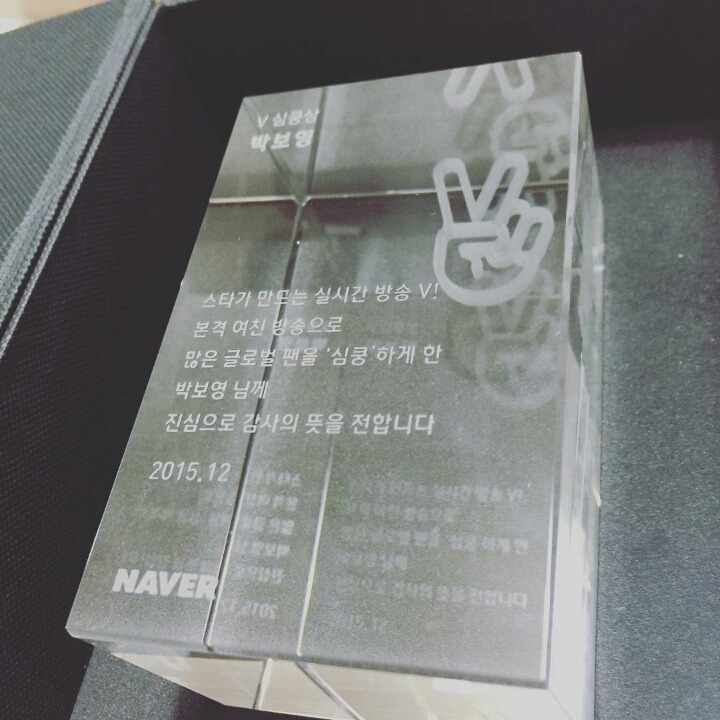 V 심쿵상
박보영
스타가 만드는 실시간 방송 V!
본격 여친 방송으로
많은 글로벌 팬을 '심쿵'하게 한
박보영 님께
진심으로 감사의 뜻을 전합니다
2015.12
NAVER